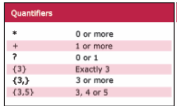 Quantifiers
* 0 or more
+ 1 or more
? 0 or 1
{3} Exactly 3
{3,} 3 or more
{3,5} 3, 4 or 5